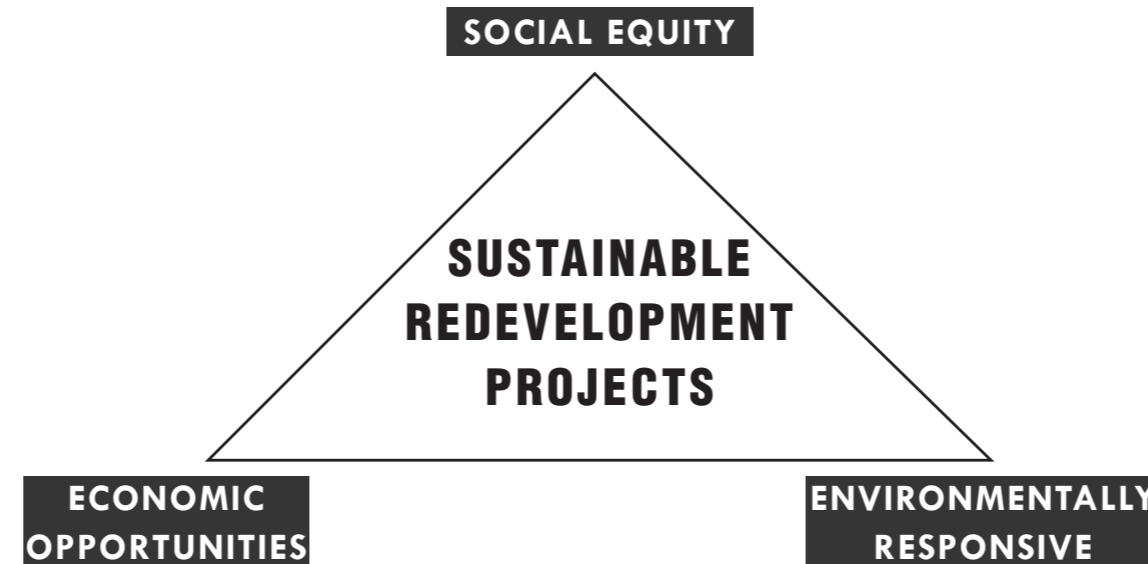 SOCIAL EQUITY
SUSTAINABLE
REDEVELOPMENT
PROJECTS
ECONOMIC
OPPORTUNITIES
ENVIRONMENTALLY
RESPONSIVE